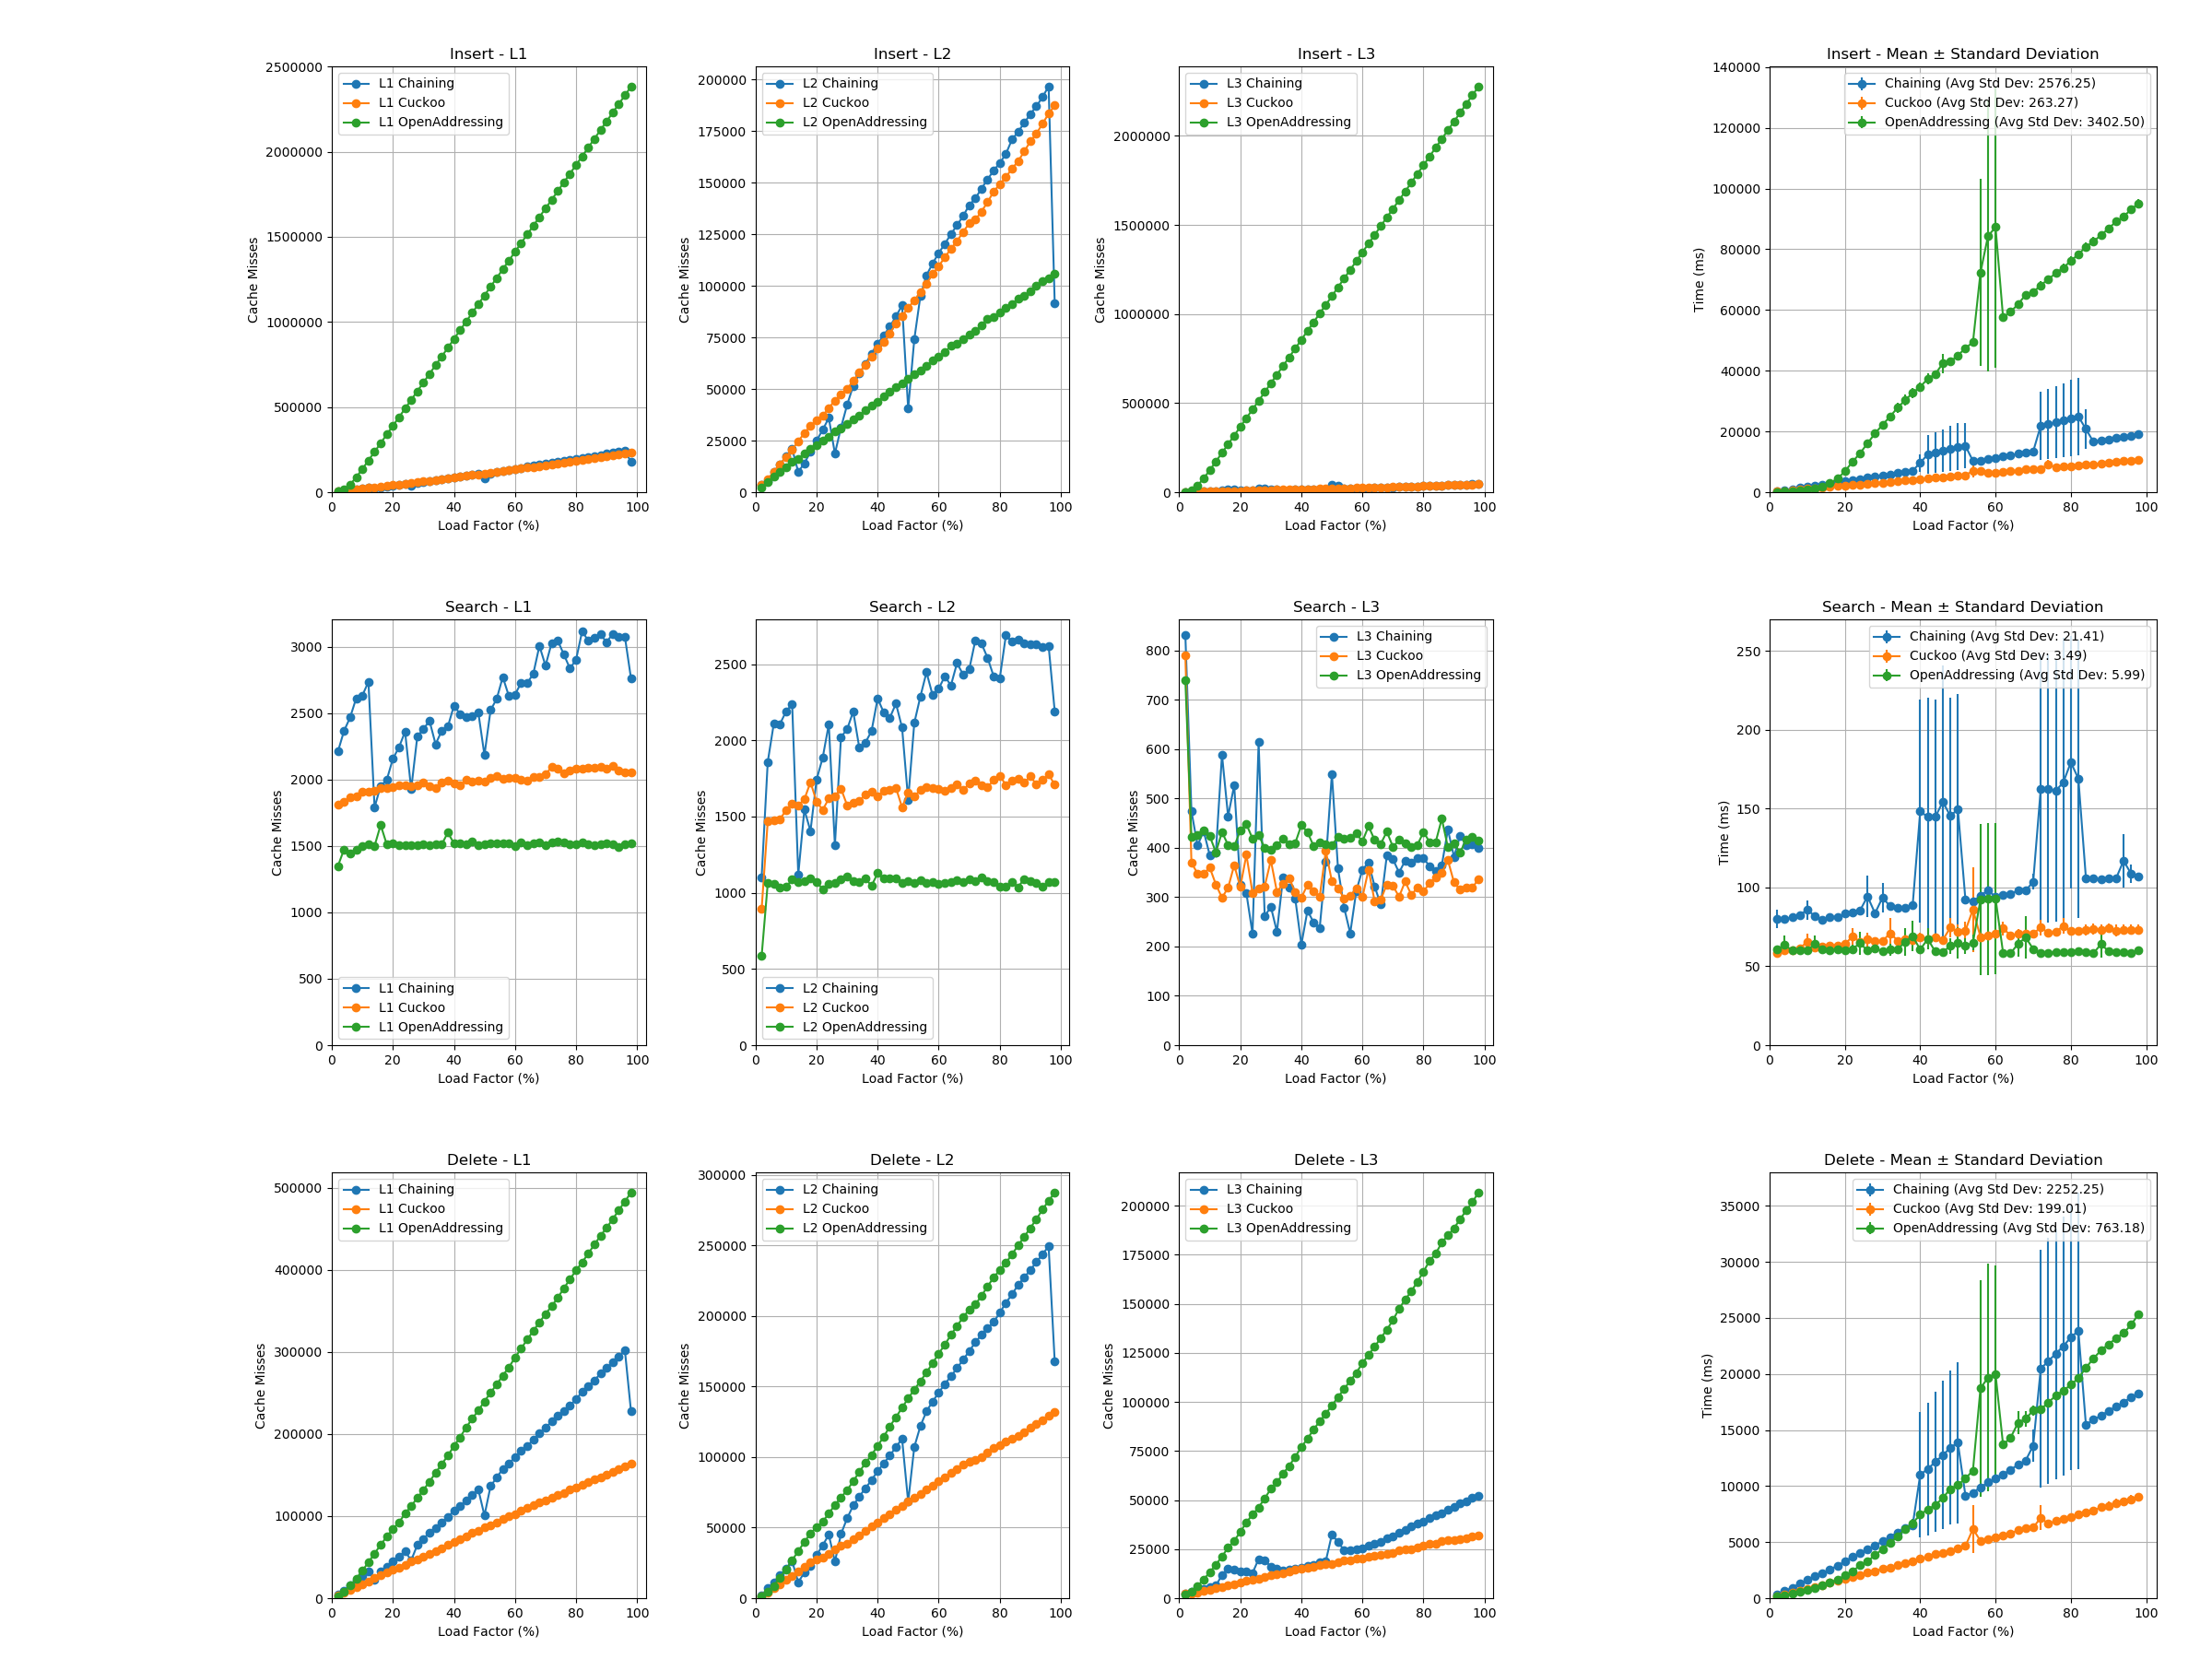 Insert - L1
2500000
2000000
1500000
1000000
500000
0
0 20 40 60 80 100
Cache Misses
Load Factor (%)
L1 Chaining
L1 Cuckoo
L1 OpenAddressing
Insert - L2
200000
175000
150000
125000
100000
75000
50000
25000
0
0 20 40 60 80 100
Cache Misses
Load Factor (%)
L2 Chaining
L2 Cuckoo
L2 OpenAddressing
Insert - L3
2000000
1500000
1000000
500000
0
0 20 40 60 80 100
Cache Misses
Load Factor (%)
L3 Chaining
L3 Cuckoo
L3 OpenAddressing
Insert - Mean ± Standard Deviation
140000
120000
100000
80000
60000
40000
20000
0
0 20 40 60 80 100
Time (ms)
Load Factor (%)
Chaining (Avg Std Dev: 2576.25)
Cuckoo (Avg Std Dev: 263.27)
OpenAddressing (Avg Std Dev: 3402.50)
Search - L1
3000
2500
2000
1500
1000
500
0
0 20 40 60 80 100
Cache Misses
Load Factor (%)
L1 Chaining
L1 Cuckoo
L1 OpenAddressing
Search - L2
2500
2000
1500
1000
500
0
0 20 40 60 80 100
Cache Misses
Load Factor (%)
L2 Chaining
L2 Cuckoo
L2 OpenAddressing
Search - L3
800
700
600
500
400
300
200
100
0
0 20 40 60 80 100
Cache Misses
Load Factor (%)
L3 Chaining
L3 Cuckoo
L3 OpenAddressing
Search - Mean ± Standard Deviation
250
200
150
100
50
0
0 20 40 60 80 100
Time (ms)
Load Factor (%)
Chaining (Avg Std Dev: 21.41)
Cuckoo (Avg Std Dev: 3.49)
OpenAddressing (Avg Std Dev: 5.99)
Delete - L1
500000
400000
300000
200000
100000
0
0 20 40 60 80 100
Cache Misses
Load Factor (%)
L1 Chaining
L1 Cuckoo
L1 OpenAddressing
Delete - L2
300000
250000
200000
150000
100000
50000
0
0 20 40 60 80 100
Cache Misses
Load Factor (%)
L2 Chaining
L2 Cuckoo
L2 OpenAddressing
Delete - L3
200000
175000
150000
125000
100000
75000
50000
25000
0
0 20 40 60 80 100
Cache Misses
Load Factor (%)
L3 Chaining
L3 Cuckoo
L3 OpenAddressing
Delete - Mean ± Standard Deviation
35000
30000
25000
20000
15000
10000
5000
0
0 20 40 60 80 100
Time (ms)
Load Factor (%)
Chaining (Avg Std Dev: 2252.25)
Cuckoo (Avg Std Dev: 199.01)
OpenAddressing (Avg Std Dev: 763.18)